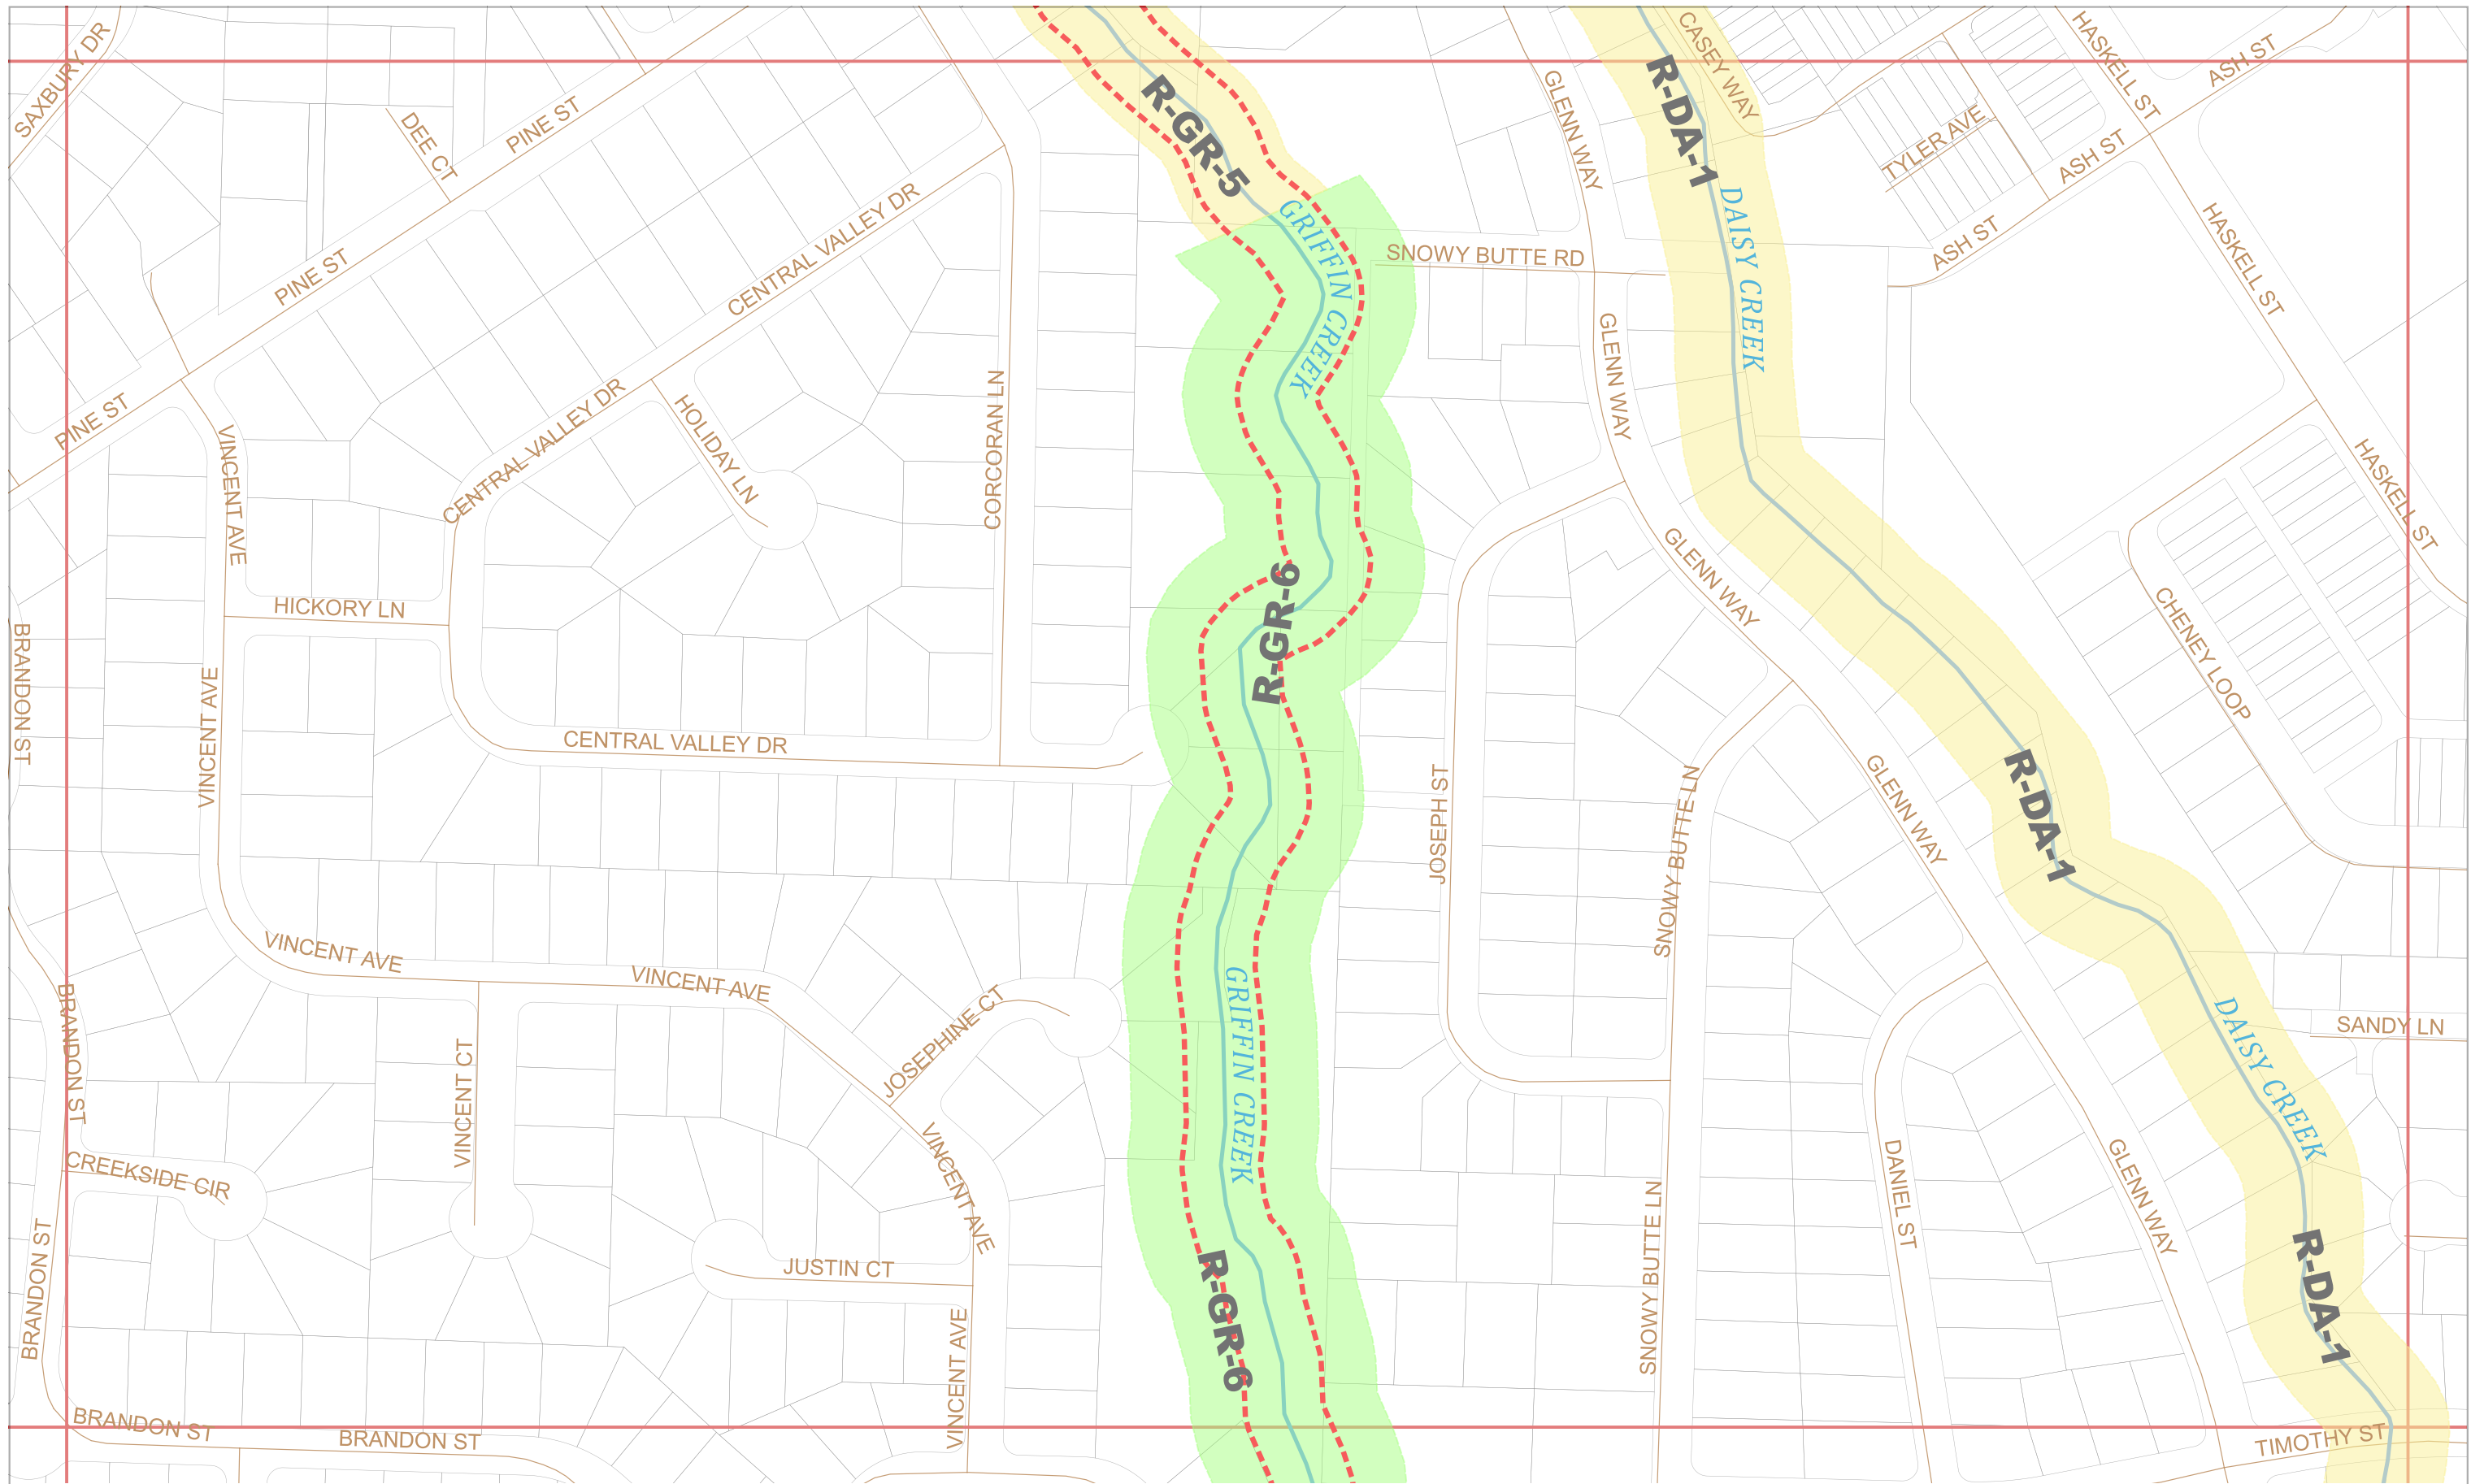 SAXBURY DR
DEE CT
PINE ST
PINE ST
PINE ST
CENTRAL VALLEY DR
CENTRAL VALLEY DR
HOLIDAY LN
CORCORAN LN
VINCENT AVE
HICKORY LN
BRANDON ST
VINCENT AVE
CENTRAL VALLEY DR
VINCENT AVE
VINCENT AVE
BRANDON ST
VINCENT CT
JOSEPHINE CT
VINCENT AVE
CREEKSIDE CIR
BRANDON ST
JUSTIN CT
VINCENT AVE
BRANDON ST
BRANDON ST
R-GR-5
GRIFFIN CREEK
R-GR-6
GRIFFIN CREEK
R-GR-6
GLENN WAY
SNOWY BUTTE RD
GLENN WAY
GLENN WAY
JOSEPH ST
SNOWY BUTTE LN
GLENN WAY
SNOWY BUTTE LN
DANIEL ST
GLENN WAY
CASEY WAY
R-DA-1
DAISY CREEK
TYLER AVE
HASKELL ST
ASH ST
ASH ST
ASH ST
HASKELL ST
HASKELL ST
CHENEY LOOP
R-DA-1
DAISY CREEK
SANDY LN
R-DA-1
TIMOTHY ST